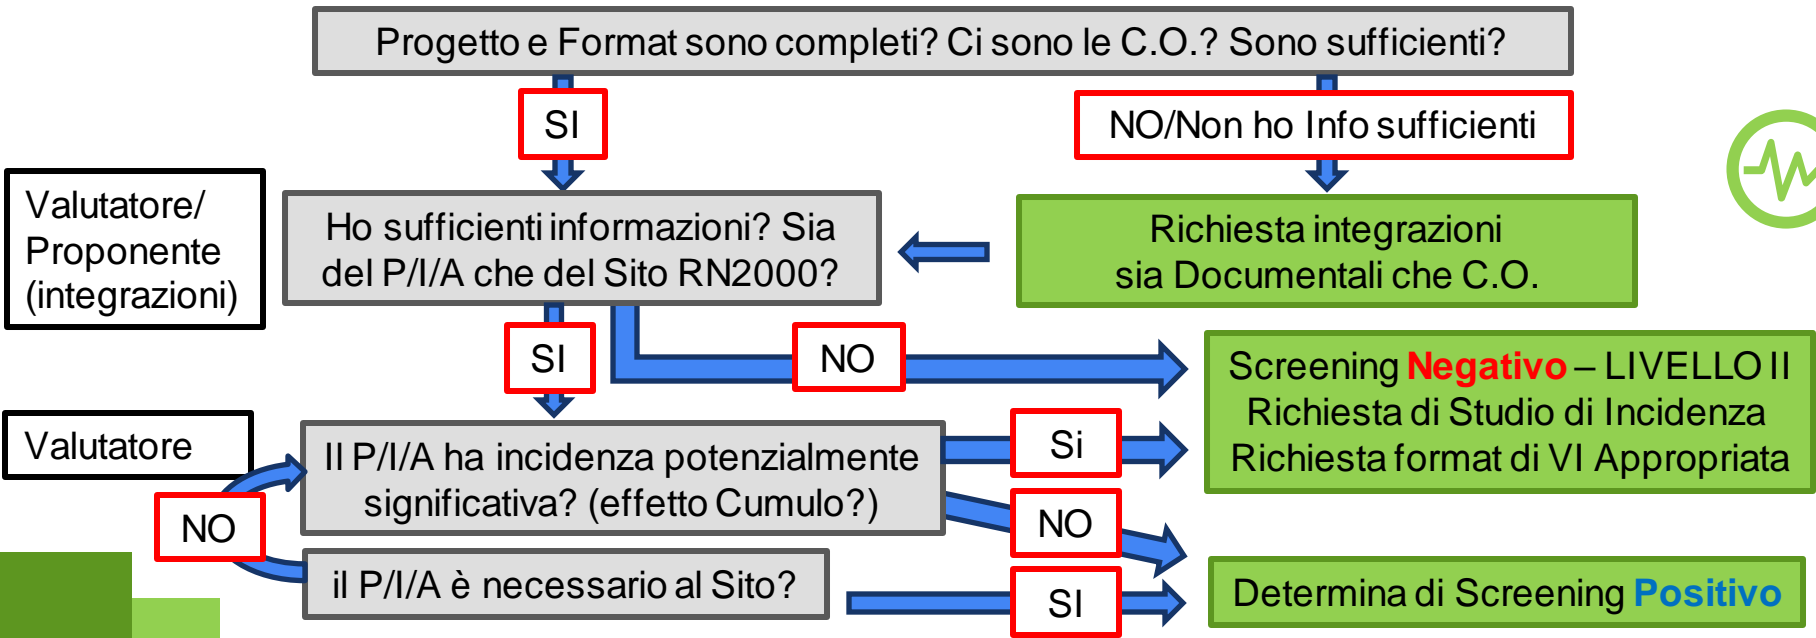 Progetto e Format sono completi? Ci sono le C.O.? Sono sufficienti?
SI
NO/Non ho Info sufficienti
Valutatore/
Proponente
(integrazioni)
Ho sufficienti informazioni? Sia
del P/I/A che del Sito RN2000?
Richiesta integrazioni
sia Documentali che C.O.
SI
NO
Screening Negativo – LIVELLO II
Richiesta di Studio di Incidenza
Richiesta format di VI Appropriata
Valutatore
Il P/I/A ha incidenza potenzialmente
significativa? (effetto Cumulo?)
Si
NO
NO
il P/I/A è necessario al Sito?
SI
Determina di Screening Positivo